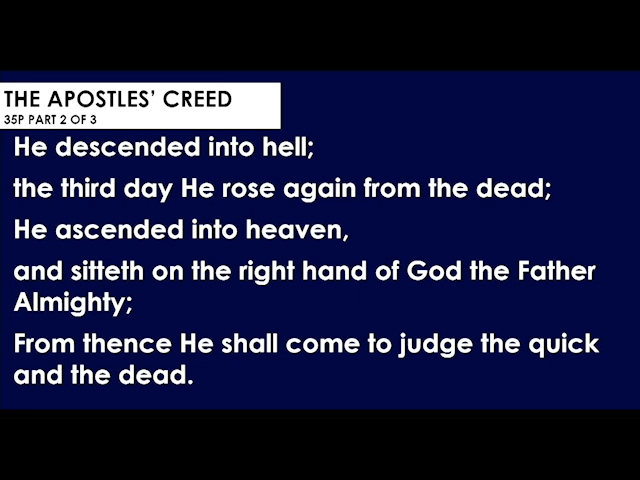 THE APOSTLES’ CREED
35P PART 2 OF 3
He descended into hell;
the third day He rose again from the dead;
He ascended into heaven,
and sitteth on the right hand of God the Father
Almighty;
From thence He shall come to judge the quick
and the dead.